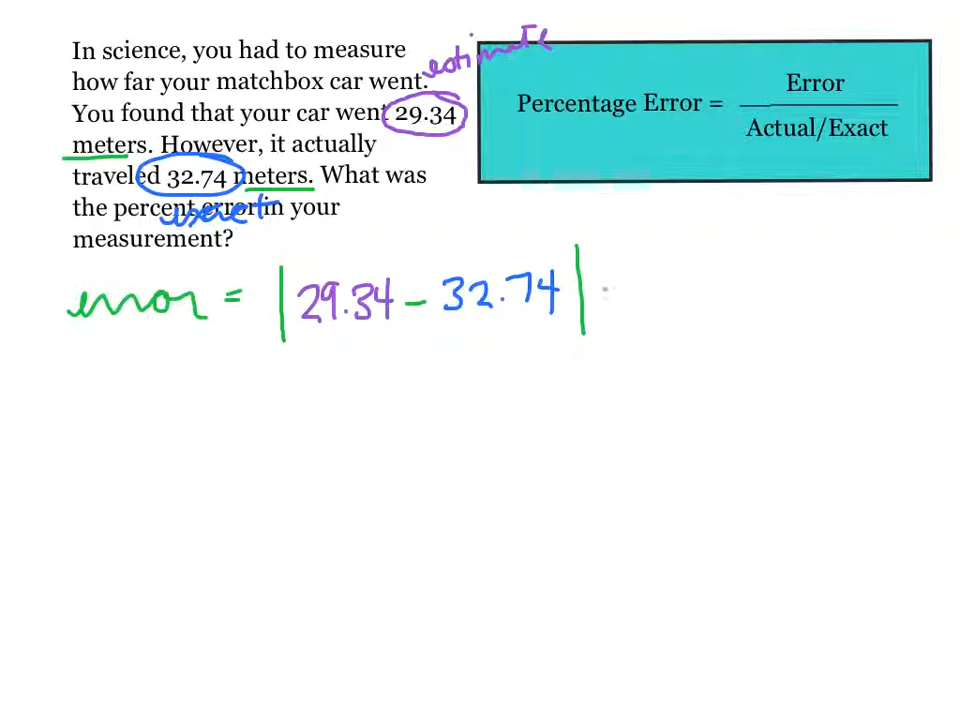 In science, you had to measure
how far your matchbox car went.
estimate
You found that your car went 29.34
meters. However, it actually
traveled 32.74 meters. What was
the percent error in your
exact
measurement?
Percentage Error = Error
Actual/Exact
error = |29.34 - 32.74|